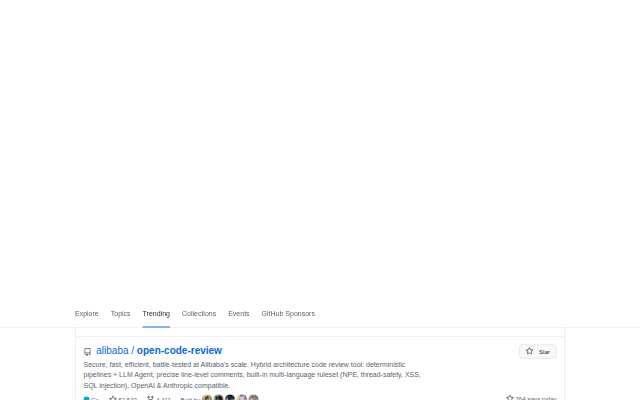 Explore Topics Trending Collections Events GitHub Sponsors
alibaba / open-code-review
Star
Secure, fast, efficient, battle-tested at Alibaba's scale. Hybrid architecture code review tool: deterministic
pipelines + LLM Agent, precise line-level comments, built-in multi-language ruleset (NPE, thread-safety, XSS,
SQL injection), OpenAI & Anthropic compatible.